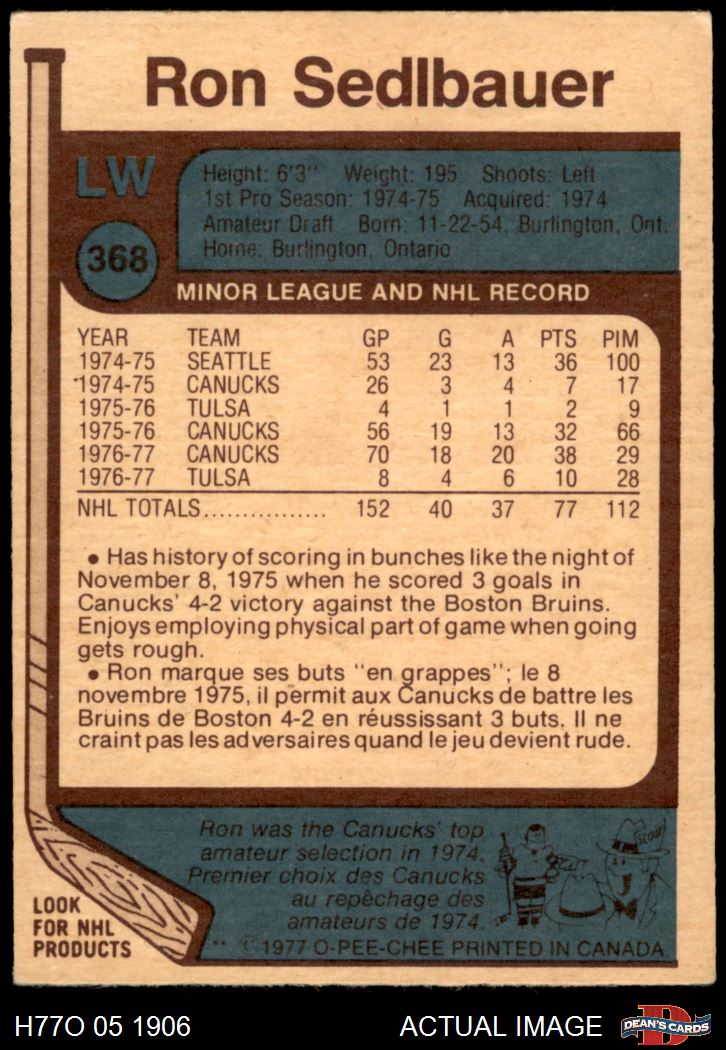 Ron Sedlbauer
LW
368
Height: 6'3" Weight: 195 Shoots: Left
1st Pro Season: 1974-75 Acquired: 1974
Amateur Draft Born: 11-22-54, Burlington, Ont.
Home: Burlington, Ontario
MINOR LEAGUE AND NHL RECORD
YEAR TEAM GP G A PTS PIM
1974-75 SEATTLE 53 23 13 36 100
1974-75 CANUCKS 26 3 4 7 17
1975-76 TULSA 4 1 1 2 9
1975-76 CANUCKS 56 19 13 32 66
1976-77 CANUCKS 70 18 20 38 29
1976-77 TULSA 8 4 6 10 28
NHL TOTALS................ 152 40 37 77 112
• Has history of scoring in bunches like the night of
November 8, 1975 when he scored 3 goals in
Canucks' 4-2 victory against the Boston Bruins.
Enjoys employing physical part of game when going
gets rough.
• Ron marque ses buts "en grappes"; le 8
novembre 1975, il permit aux Canucks de battre les
Bruins de Boston 4-2 en réussissant 3 buts. Il ne
craint pas les adversaires quand le jeu devient rude.
Ron was the Canucks' top
amateur selection in 1974.
Premier choix des Canucks
au repêchage des
amateurs de 1974.
SCOUT
LOOK
FOR NHL
PRODUCTS
** ©1977 O-PEE-CHEE PRINTED IN CANADA.
H77O 05 1906
ACTUAL IMAGE
D
DEAN'S CARDS